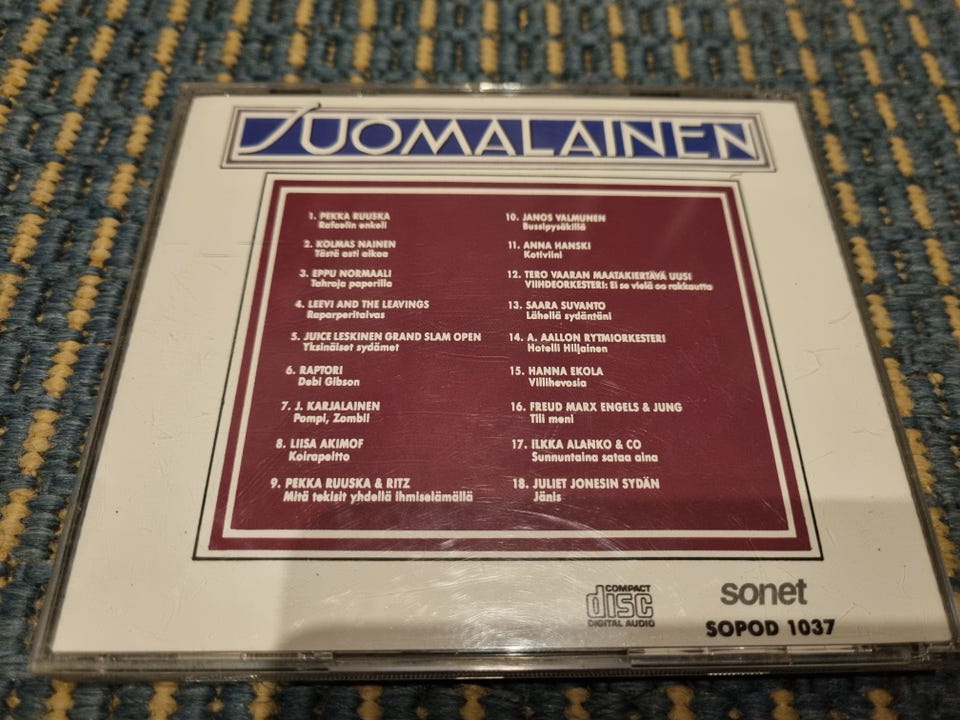 SUOMALAINEN
1. PEKKA RUUSKA
Rafaelin enkeli
2. KOLMAS NAINEN
Tästä asti aikaa
3. EPPU NORMAALI
Tahroja paperilla
4. LEEVI AND THE LEAVINGS
Raparperitaivas
5. JUICE LESKINEN GRAND SLAM OPEN
Yksinäiset sydämet
6. RAPTORI
Debi Gibson
7. J. KARJALAINEN
Pompi, Zombi!
8. LIISA AKIMOF
Koirapeitto
9. PEKKA RUUSKA & RITZ
Mitä tekisit yhdellä ihmiselämällä
10. JANOS VALMUNEN
Bussipysäkillä
11. ANNA HANSKI
Kotiviini
12. TERO VAARAN MAATAKIERTÄVÄ UUSI
VIIHDEORKESTERI: Ei se vielä oo rakkautta
13. SAARA SUVANTO
Lähellä sydäntäni
14. A. AALLON RYTMIORKESTERI
Hotelli Hiljainen
15. HANNA EKOLA
Villihevosia
16. FREUD MARX ENGELS & JUNG
Tili meni
17. ILKKA ALANKO & CO
Sunnuntaina sataa aina
18. JULIET JONESIN SYDÄN
Jänis
COMPACT
disc
DIGITAL AUDIO
sonet
SOPOD 1037